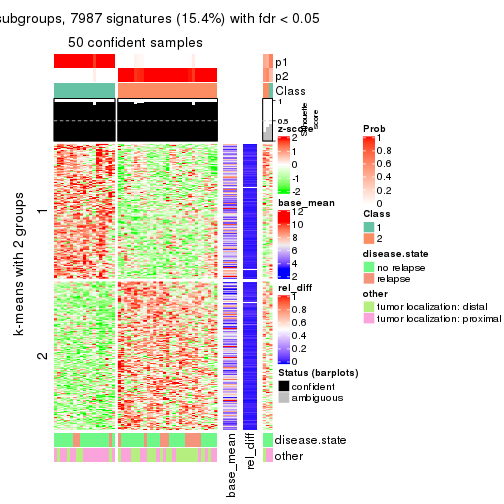 subgroups, 7987 signatures (15.4%) with fdr < 0.05
50 confident samples
p1
p2
Class
1
0.5
Silhouette
score
k-means with 2 groups
1
2
z-score
2
1
0
-1
-2
base_mean
12
10
8
6
4
2
rel_diff
1
0.8
0.6
0.4
0.2
0
Status (barplots)
confident
ambiguous
Prob
1
0.8
0.6
0.4
0.2
0
Class
1
2
disease.state
no relapse
relapse
other
tumor localization: distal
tumor localization: proximal
disease.state
other
base_mean
rel_diff